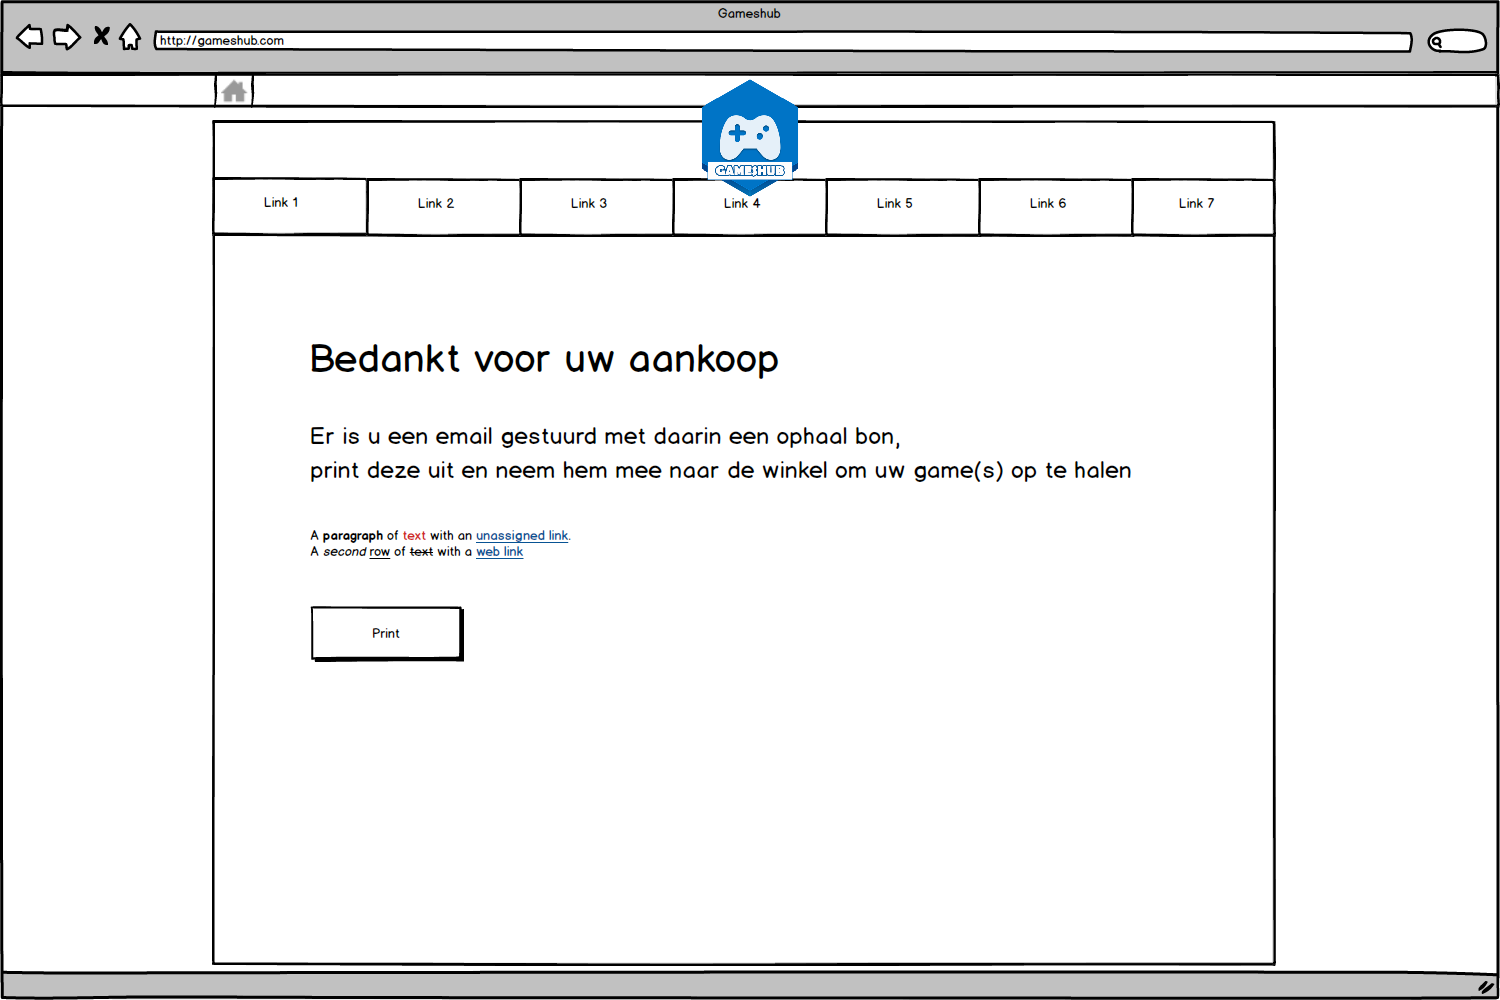 Gameshub
http://gameshub.com
GAMESHUB
Link 1 Link 2 Link 3 Link 4 Link 5 Link 6 Link 7
Bedankt voor uw aankoop
Er is u een email gestuurd met daarin een ophaal bon,
print deze uit en neem hem mee naar de winkel om uw game(s) op te halen
A paragraph of text with an unassigned link.
A second row of text with a web link
Print